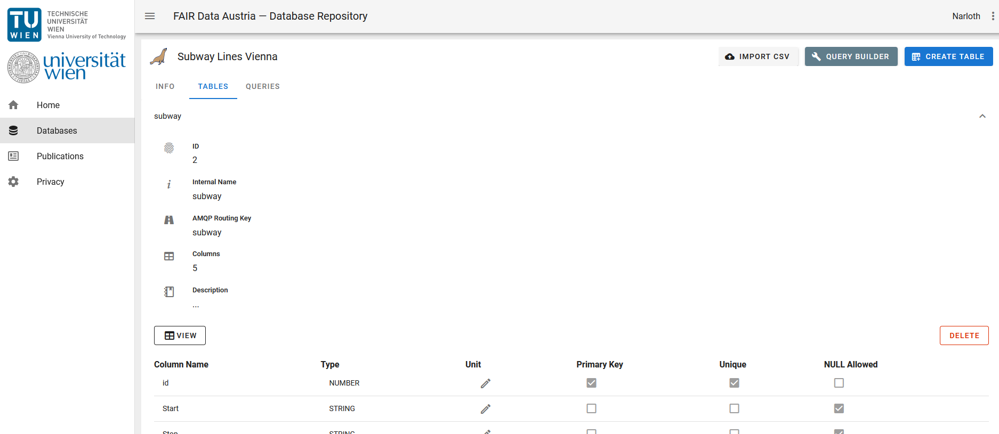 TU
WIEN
TECHNISCHE
UNIVERSITÄT
WIEN
Vienna University of Technology
universität
wien
Home
Databases
Publications
Privacy
FAIR Data Austria — Database Repository
Narloth
Subway Lines Vienna
IMPORT CSV
QUERY BUILDER
CREATE TABLE
INFO TABLES QUERIES
subway
ID
2
Internal Name
subway
AMQP Routing Key
subway
Columns
5
Description
...
VIEW
DELETE
Column Name Type Unit Primary Key Unique NULL Allowed
id NUMBER
Start STRING
Stop STRING